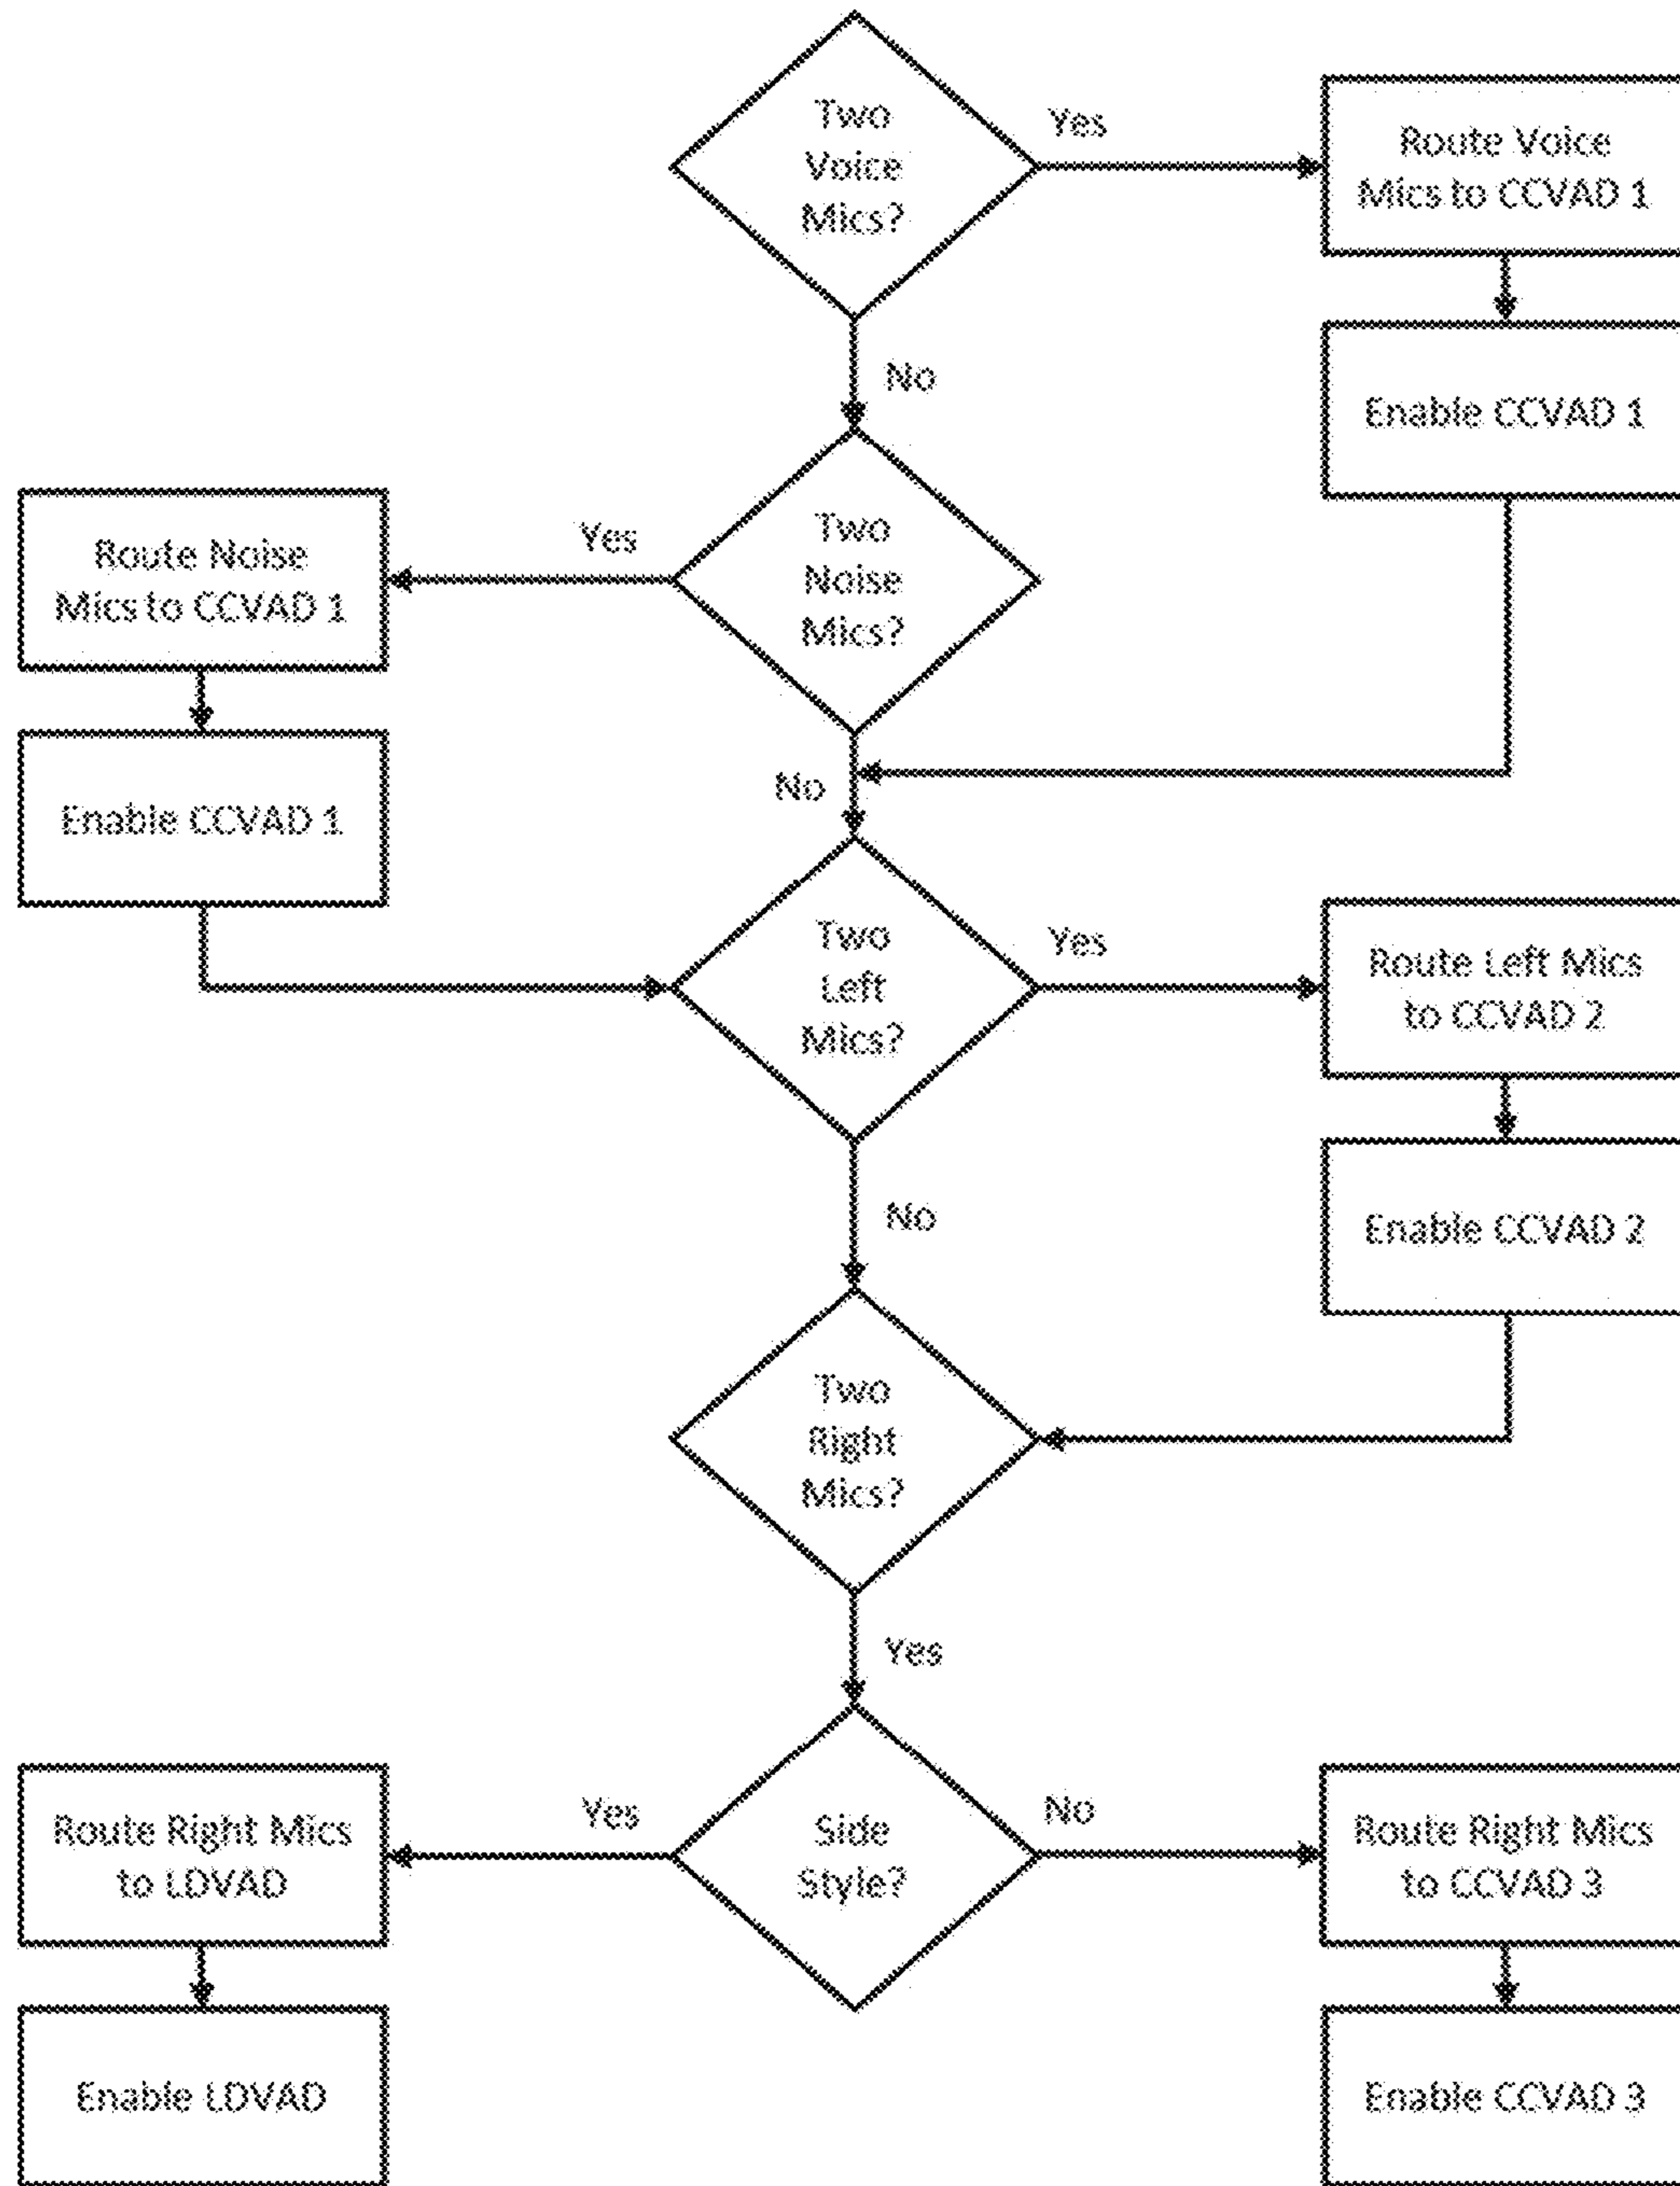 Two
Voice
Mics?
Yes
Route Voice
Mics to CCVAD 1
No
Enable CCVAD 1
Two
Noise
Mics?
Yes
Route Noise
Mics to CCVAD 1
No
Enable CCVAD 1
Two
Left
Mics?
Yes
Route Left Mics
to CCVAD 2
No
Enable CCVAD 2
Two
Right
Mics?
Yes
Side
Style?
Yes
Route Right Mics
to LDVAD
No
Route Right Mics
to CCVAD 3
Enable LDVAD
Enable CCVAD 3